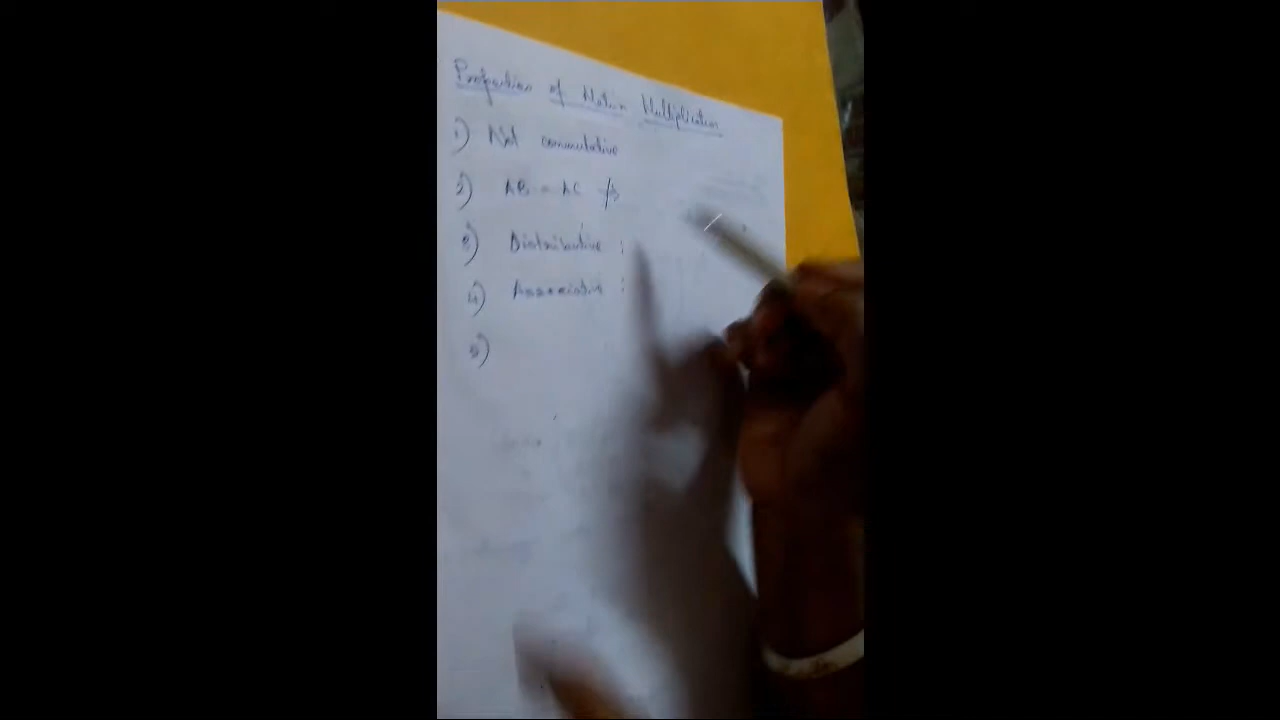 Properties of Matrix Multiplication
1) Not commutative
2) AB = AC ⇏
3) Distributive :
4) Associative :
5)